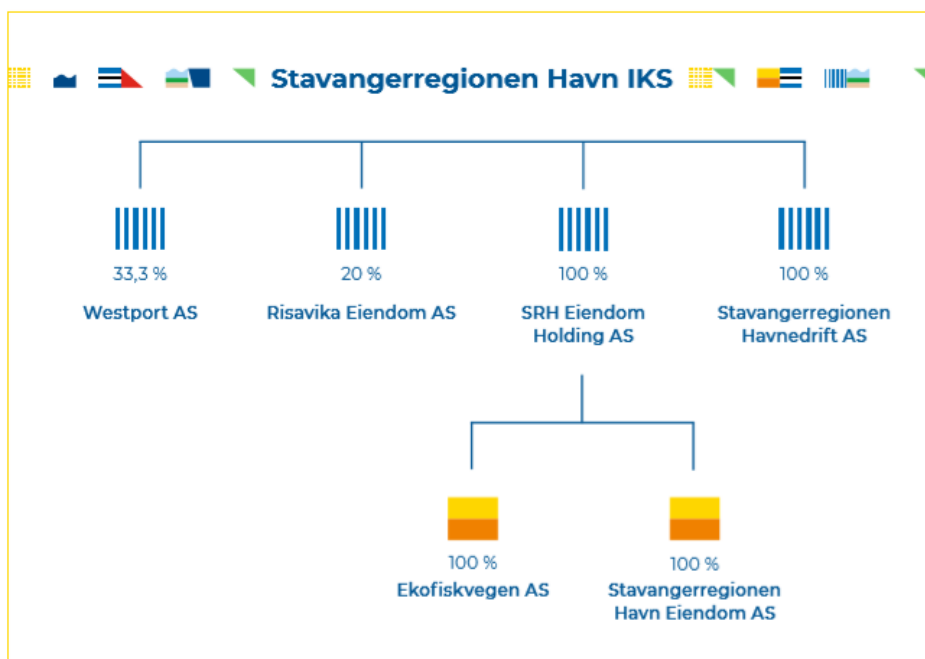 Stavangerregionen Havn IKS
33,3 %
Westport AS
20 %
Risavika Eiendom AS
100 %
SRH Eiendom
Holding AS
100 %
Stavangerregionen
Havnedrift AS
100 %
Ekofiskvegen AS
100 %
Stavangerregionen
Havn Eiendom AS